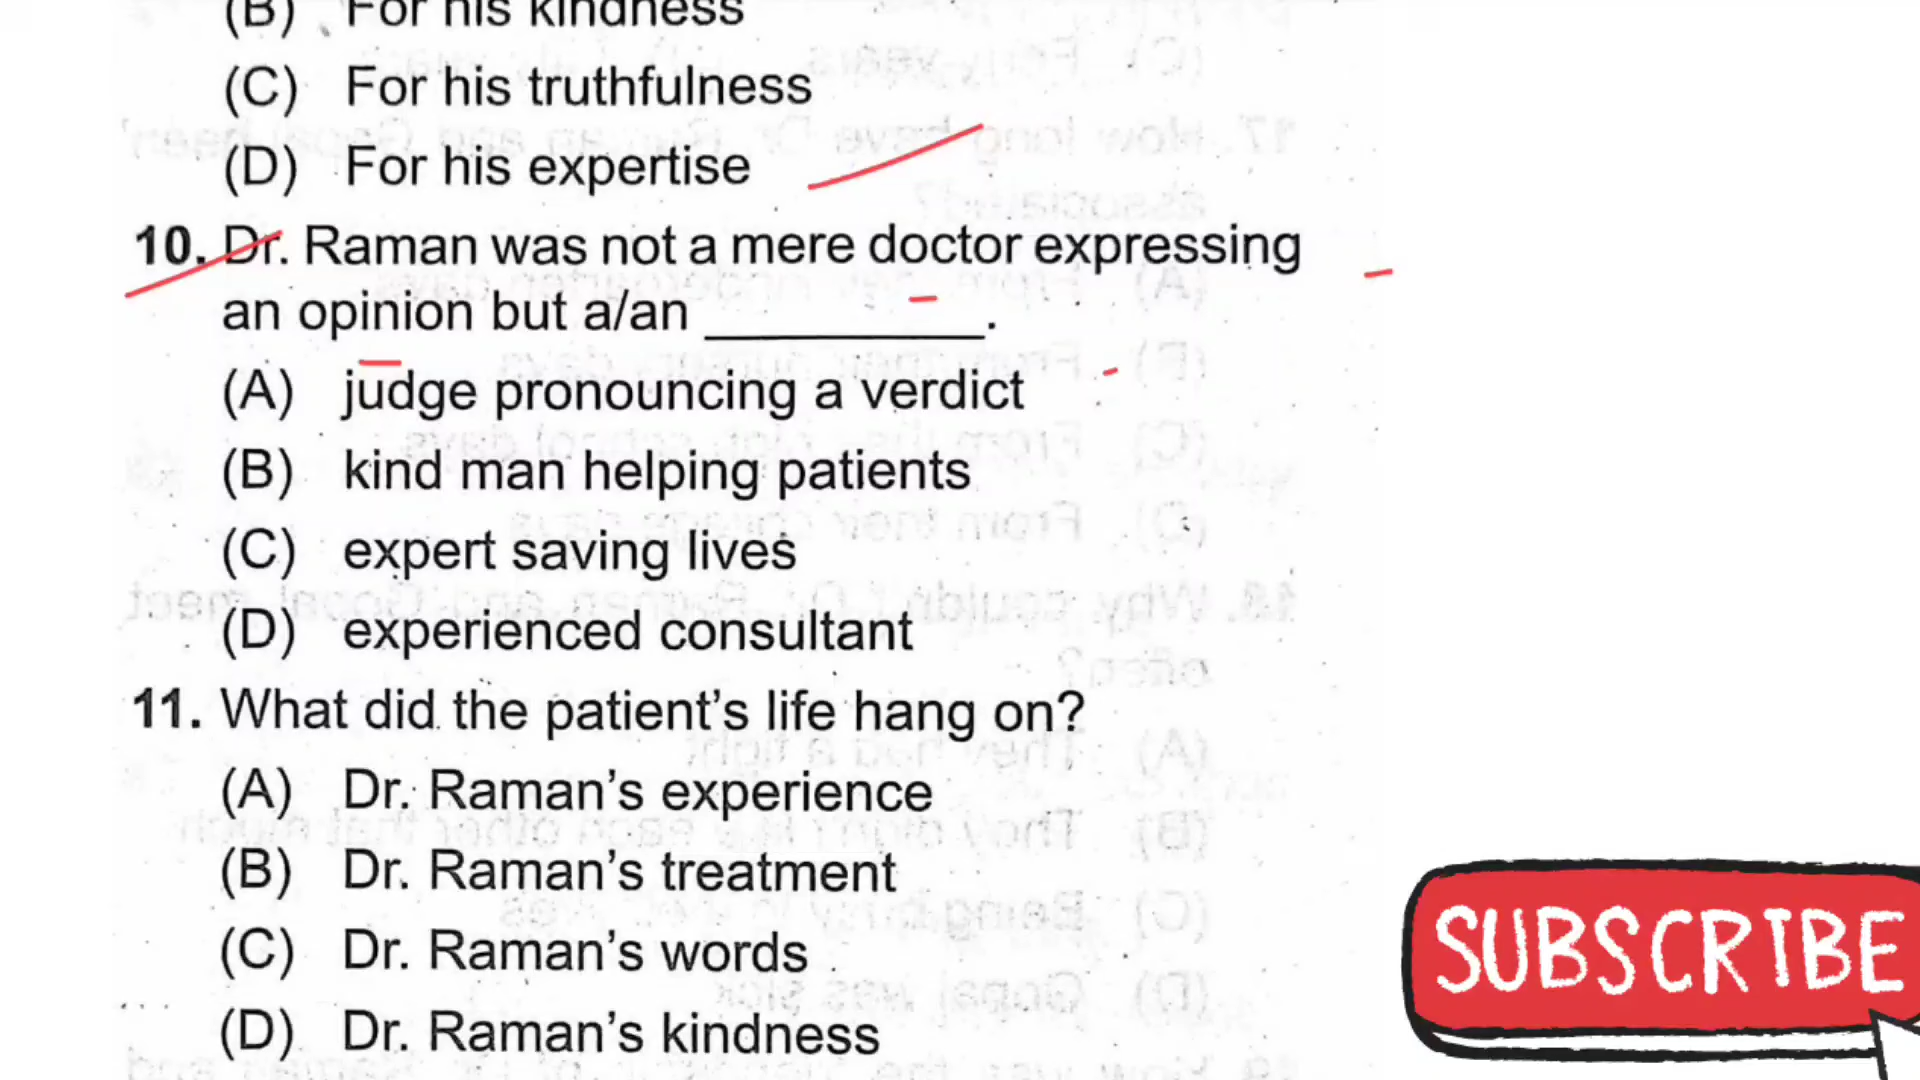 (B) For his kindness
(C) For his truthfulness
(D) For his expertise
10. Dr. Raman was not a mere doctor expressing
an opinion but a/an __________.
(A) judge pronouncing a verdict
(B) kind man helping patients
(C) expert saving lives
(D) experienced consultant
11. What did the patient's life hang on?
(A) Dr. Raman's experience
(B) Dr. Raman's treatment
(C) Dr. Raman's words
(D) Dr. Raman's kindness
SUBSCRIBE